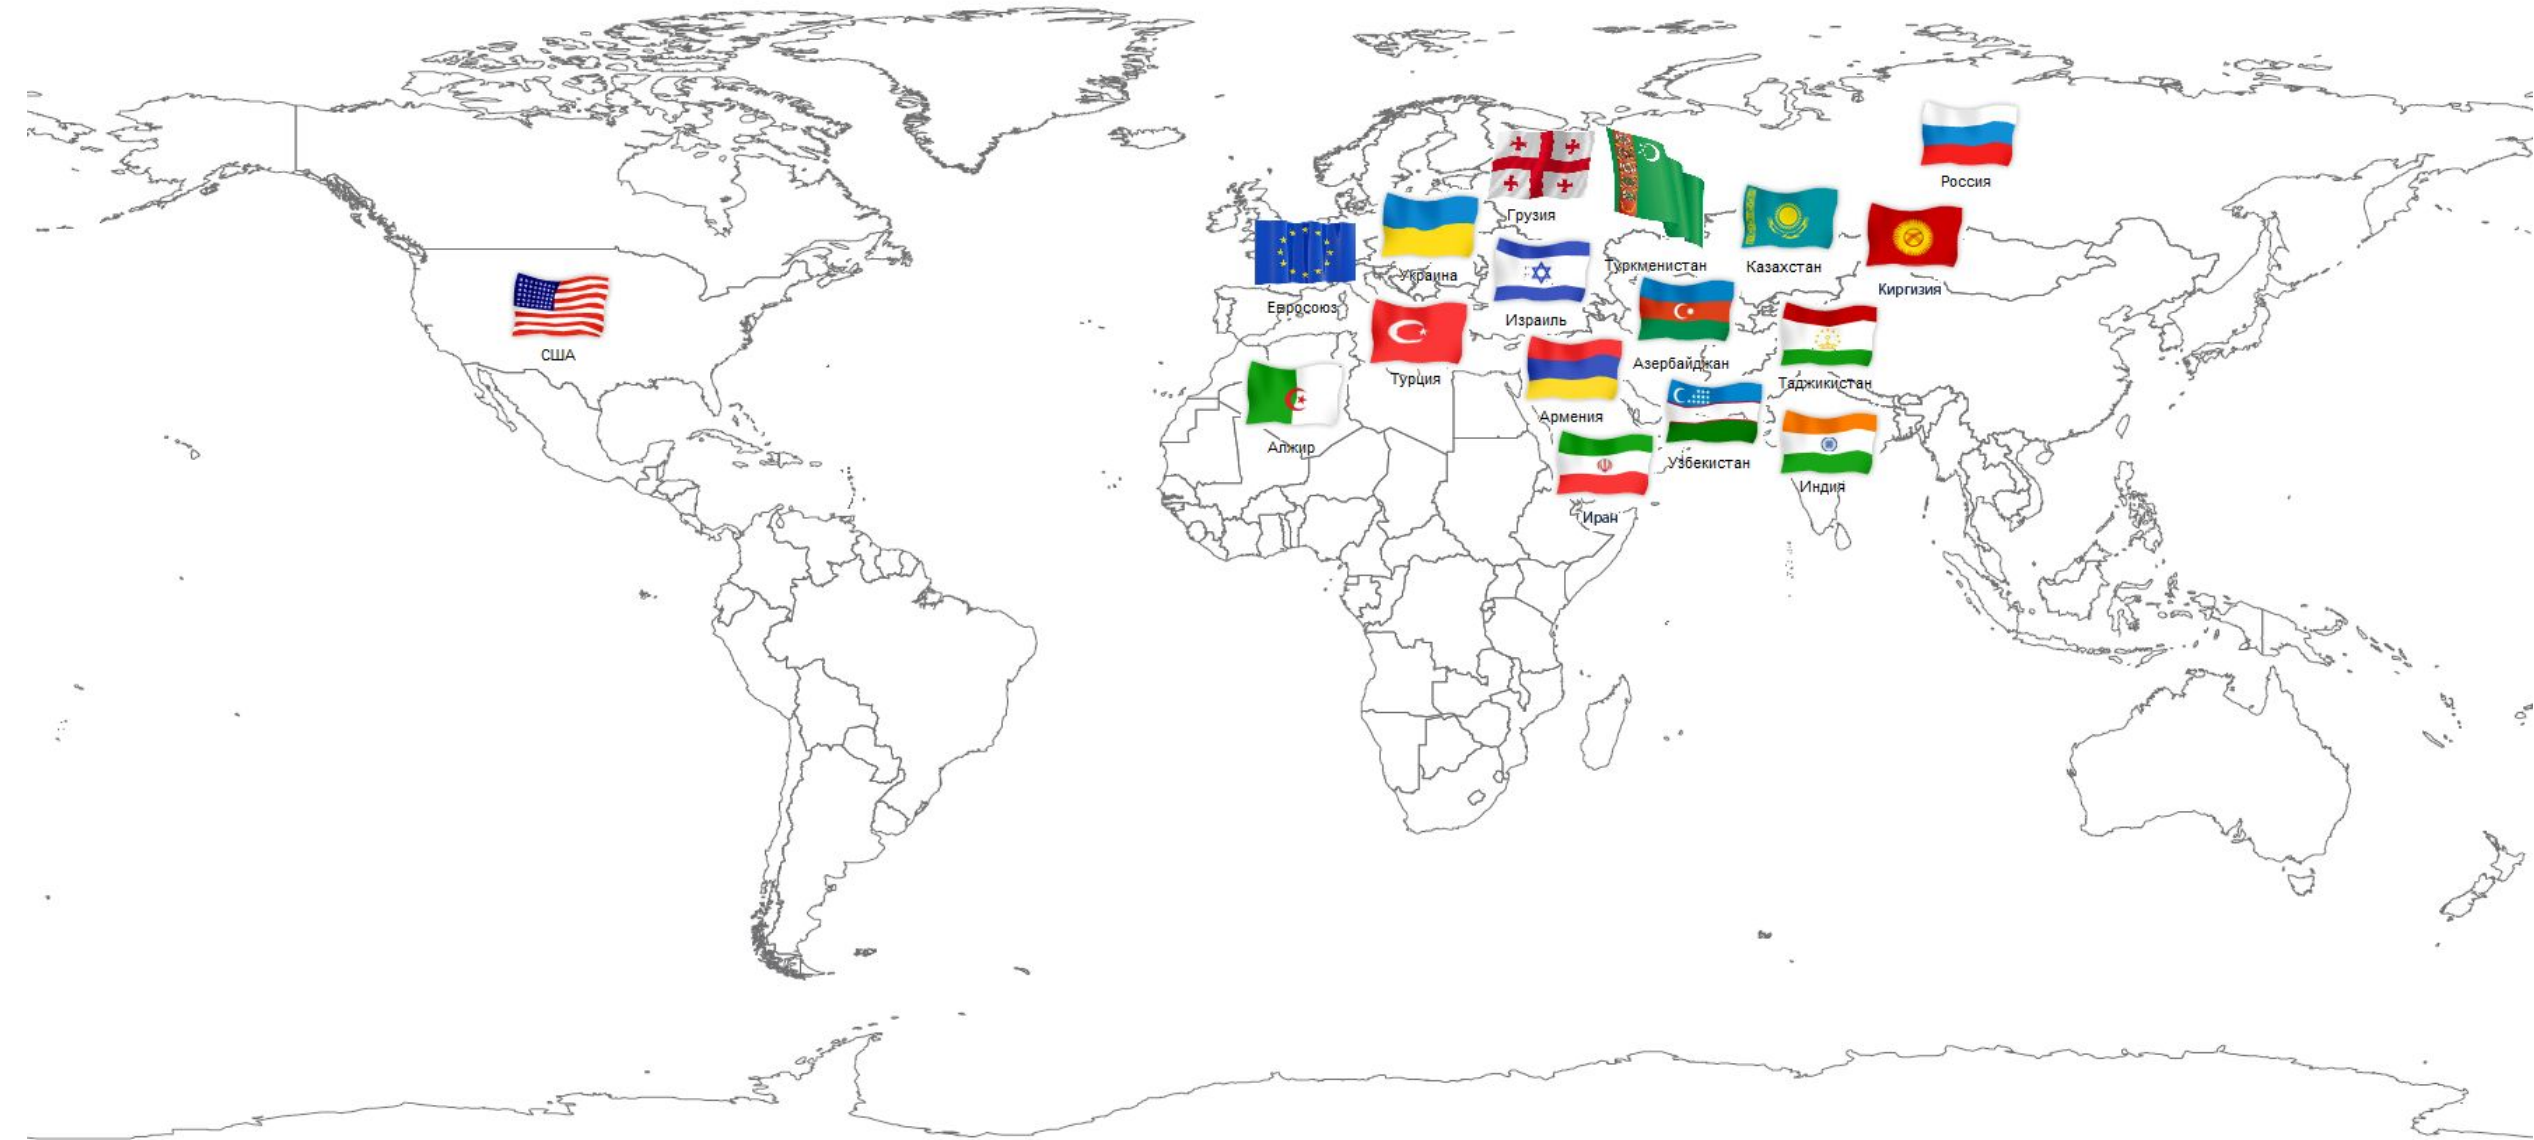 Россия
Грузия
Туркменистан
Казахстан
Украина
Киргизия
Евросоюз
Израиль
США
Азербайджан
Турция
Таджикистан
Армения
Алжир
Узбекистан
Индия
Иран